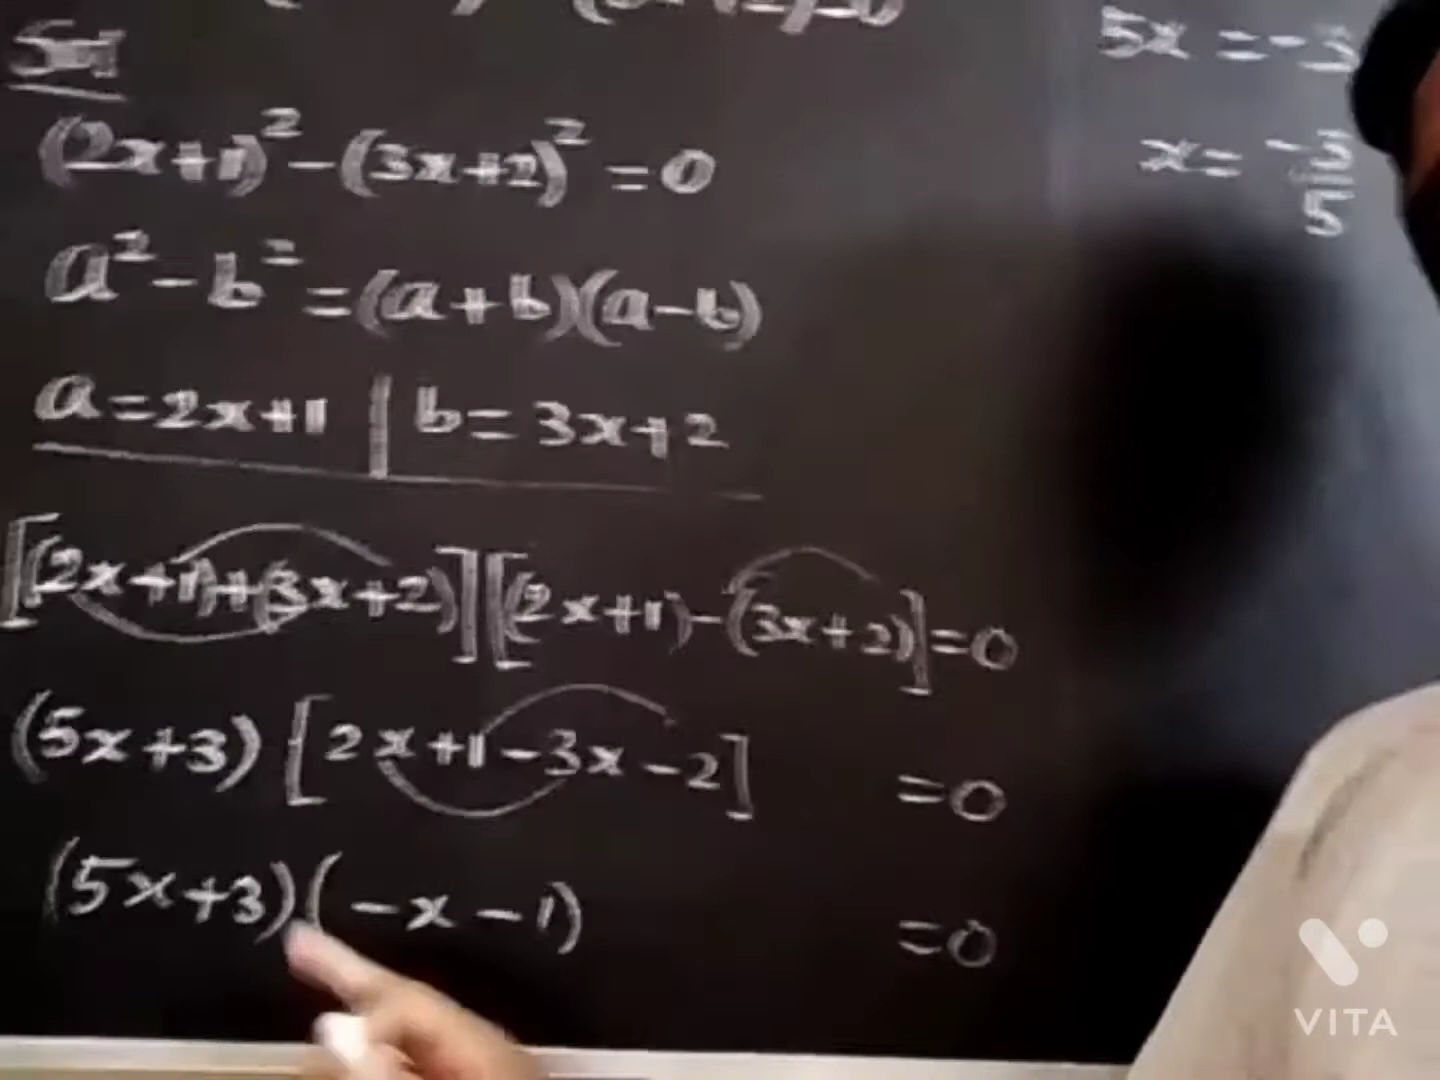 Sol
(2x+1)² - (3x+2)² = 0
a² - b² = (a+b)(a-b)
a = 2x+1 | b = 3x+2
[(2x+1)+(3x+2)][(2x+1)-(3x+2)] = 0
(5x+3) [2x+1-3x-2] = 0
(5x+3)(-x-1) = 0
5x = -3
x = -3/5
VITA